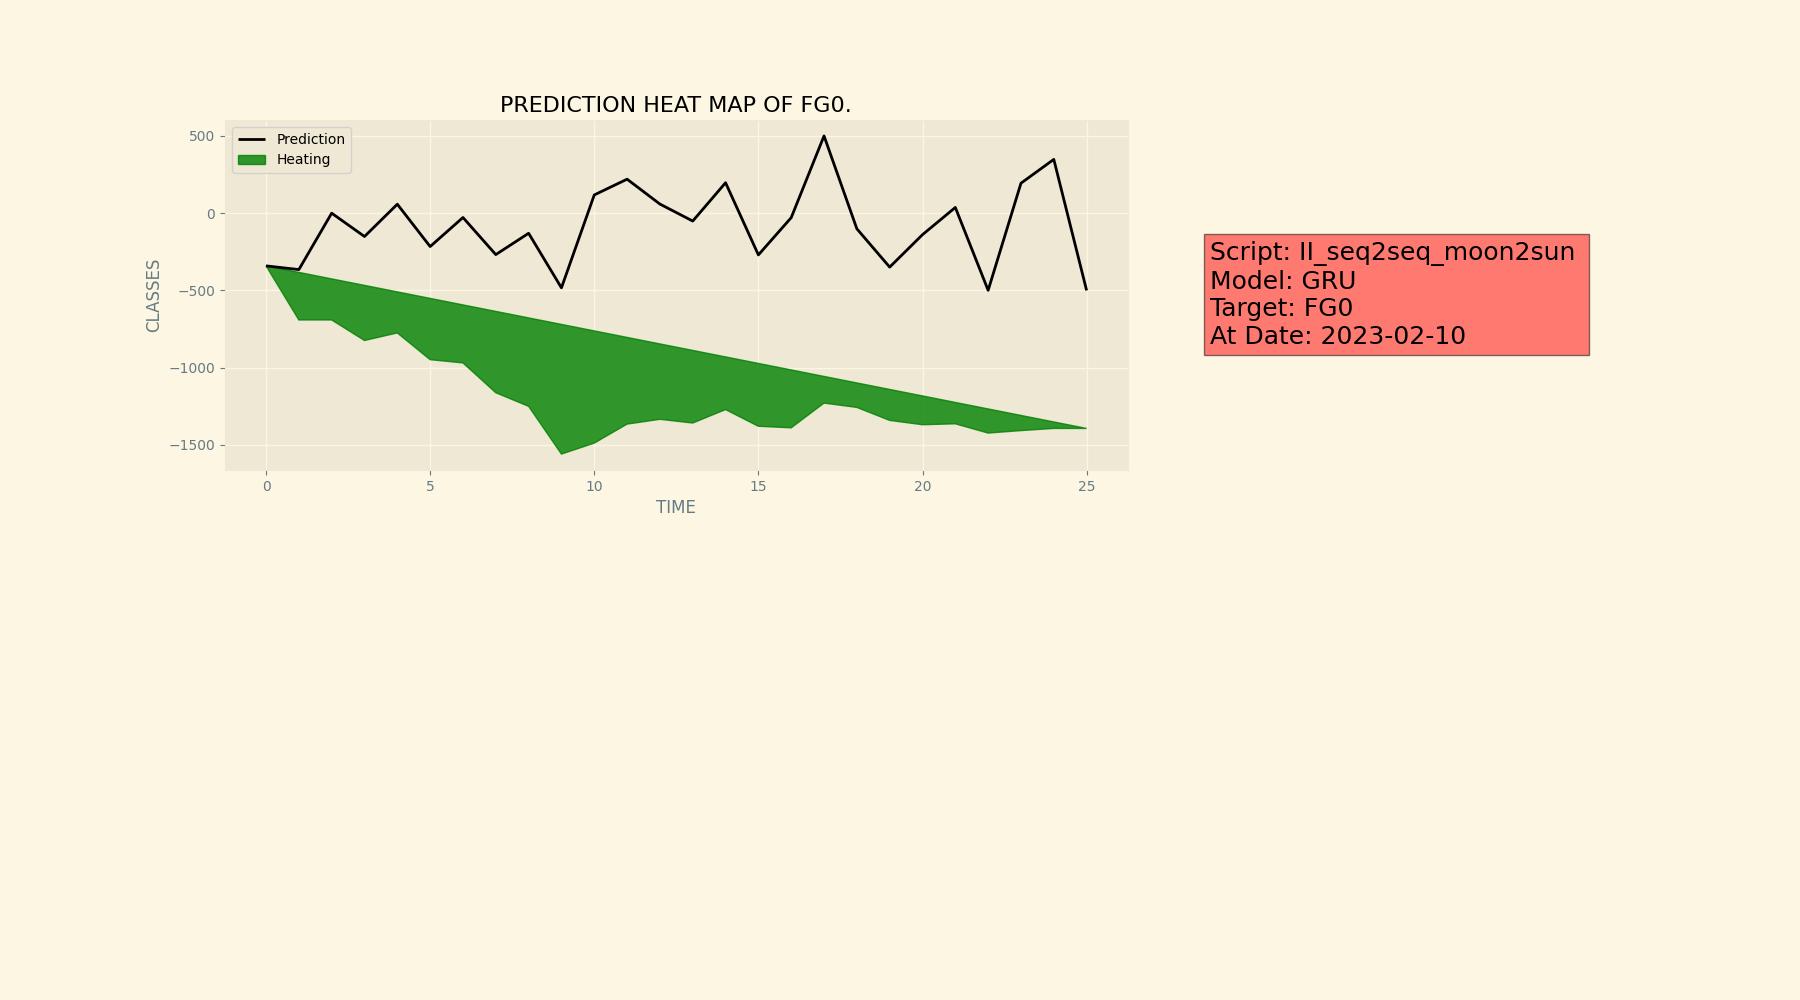 PREDICTION HEAT MAP OF FG0.
Prediction
Heating
500
0
−500
−1000
−1500
CLASSES
0 5 10 15 20 25
TIME
Script: II_seq2seq_moon2sun
Model: GRU
Target: FG0
At Date: 2023-02-10